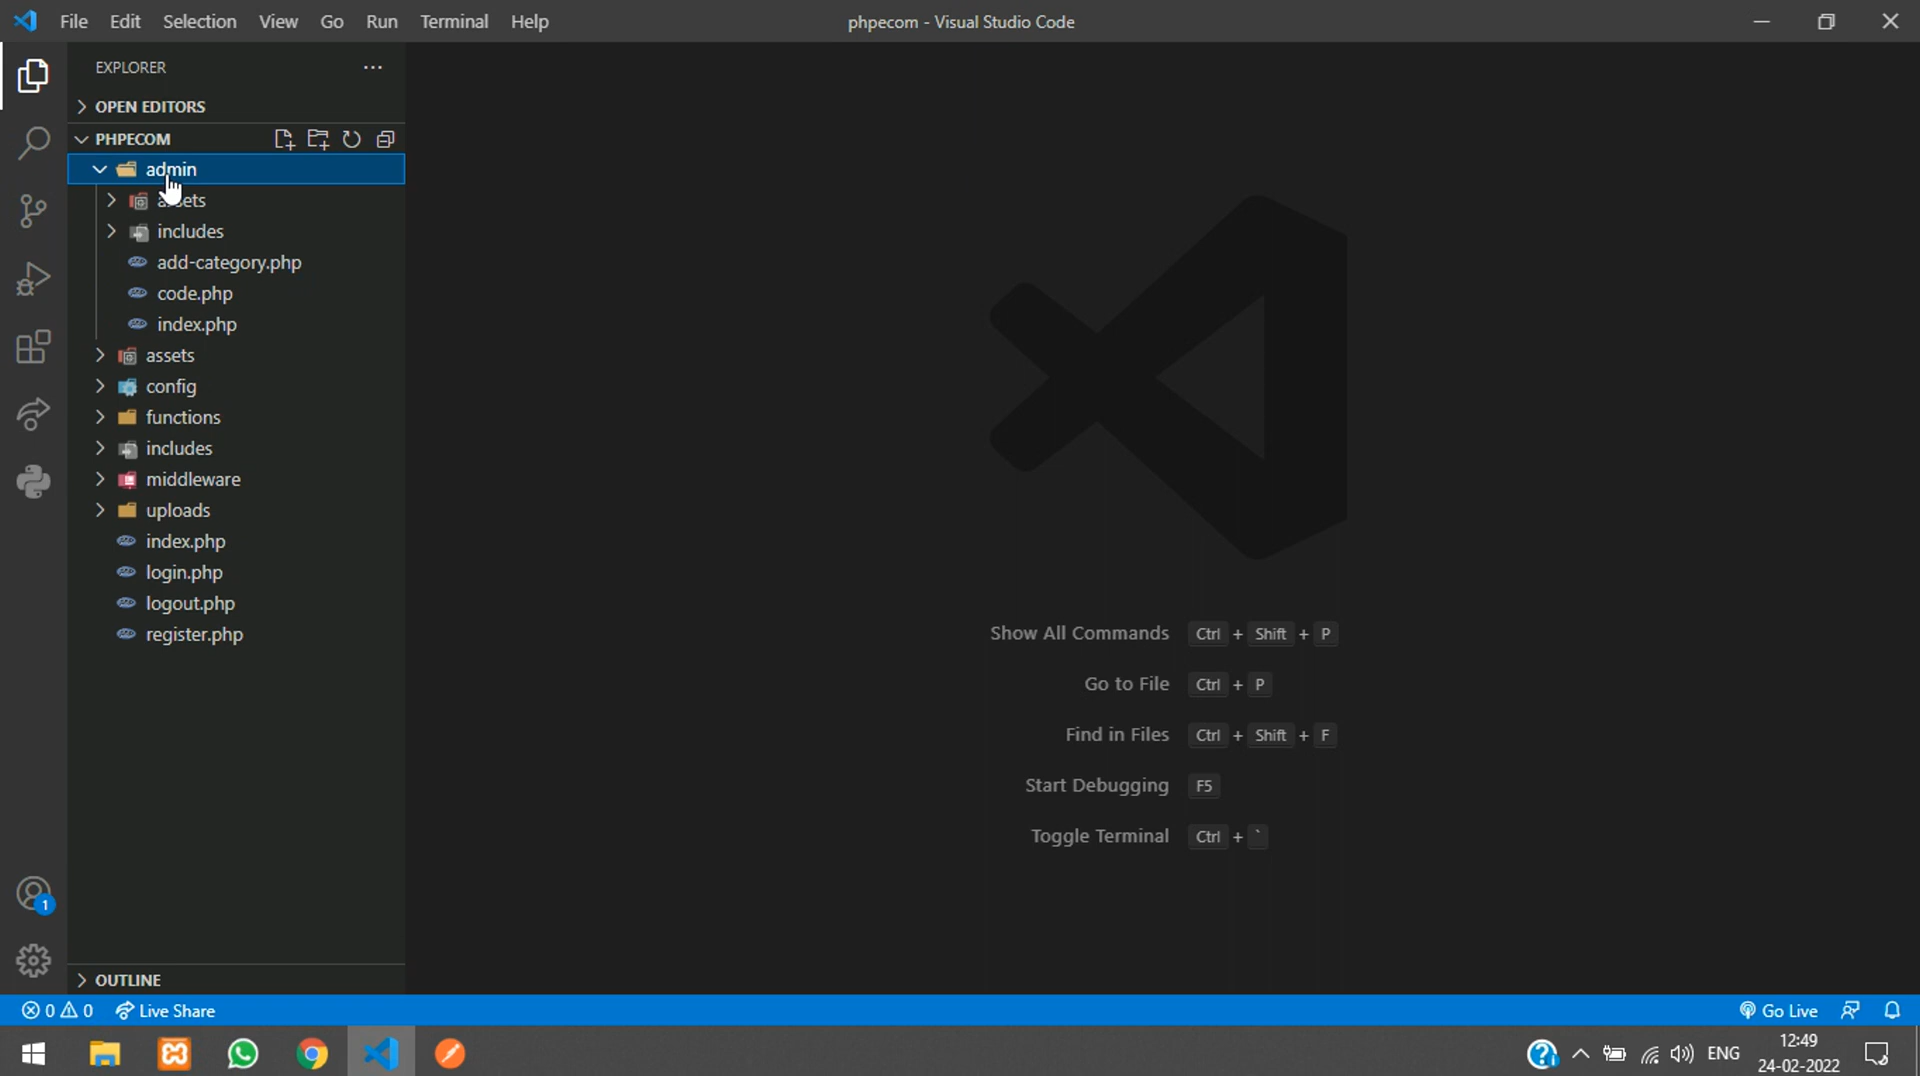 File Edit Selection View Go Run Terminal Help
phpecom - Visual Studio Code
EXPLORER
OPEN EDITORS
PHPECOM
admin
assets
includes
add-category.php
code.php
index.php
assets
config
functions
includes
middleware
uploads
index.php
login.php
logout.php
register.php
OUTLINE
Show All Commands Ctrl + Shift + P
Go to File Ctrl + P
Find in Files Ctrl + Shift + F
Start Debugging F5
Toggle Terminal Ctrl + `
1
0 0 Live Share
Go Live
ENG
12:49
24-02-2022